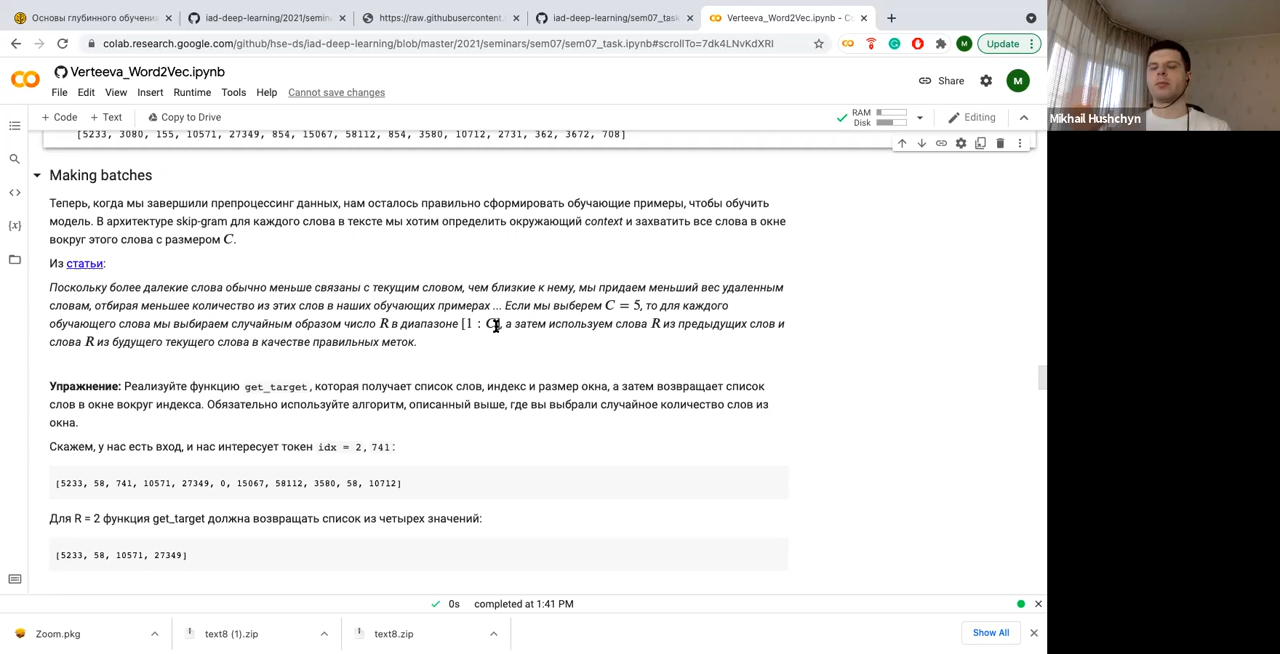 Основы глубинного обучени
iad-deep-learning/2021/semin
https://raw.githubusercontent.
iad-deep-learning/sem07_task
Verteeva_Word2Vec.ipynb - C
colab.research.google.com/github/hse-ds/iad-deep-learning/blob/master/2021/seminars/sem07/sem07_task.ipynb#scrollTo=7dk4LNvKdXRl
M
Update
Verteeva_Word2Vec.ipynb
Share
M
File Edit View Insert Runtime Tools Help Cannot save changes
+ Code + Text Copy to Drive
RAM
Disk
Editing
Mikhail Hushchyn
[5233, 3080, 155, 10571, 27349, 854, 15067, 58112, 854, 3580, 10712, 2731, 362, 3672, 708]
Making batches
Теперь, когда мы завершили препроцессинг данных, нам осталось правильно сформировать обучающие примеры, чтобы обучить
модель. В архитектуре skip-gram для каждого слова в тексте мы хотим определить окружающий context и захватить все слова в окне
вокруг этого слова с размером C.
Из статьи:
Поскольку более далекие слова обычно меньше связаны с текущим словом, чем близкие к нему, мы придаем меньший вес удаленным
словам, отбирая меньшее количество из этих слов в наших обучающих примерах ... Если мы выберем C = 5, то для каждого
обучающего слова мы выбираем случайным образом число R в диапазоне [1 : C], а затем используем слова R из предыдущих слов и
слова R из будущего текущего слова в качестве правильных меток.
Упражнение: Реализуйте функцию get_target, которая получает список слов, индекс и размер окна, а затем возвращает список
слов в окне вокруг индекса. Обязательно используйте алгоритм, описанный выше, где вы выбрали случайное количество слов из
окна.
Скажем, у нас есть вход, и нас интересует токен idx = 2, 741:
[5233, 58, 741, 10571, 27349, 0, 15067, 58112, 3580, 58, 10712]
Для R = 2 функция get_target должна возвращать список из четырех значений:
[5233, 58, 10571, 27349]
0s completed at 1:41 PM
Zoom.pkg
text8 (1).zip
text8.zip
Show All